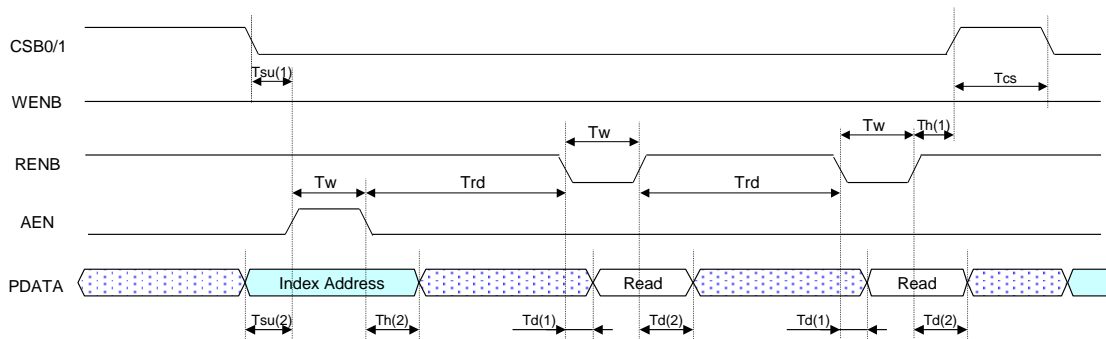 CSB0/1
Tsu(1)
Tcs
WENB
Tw
Tw
Th(1)
RENB
Tw
Trd
Trd
AEN
PDATA
Index Address
Read
Read
Tsu(2)
Th(2)
Td(1)
Td(2)
Td(1)
Td(2)